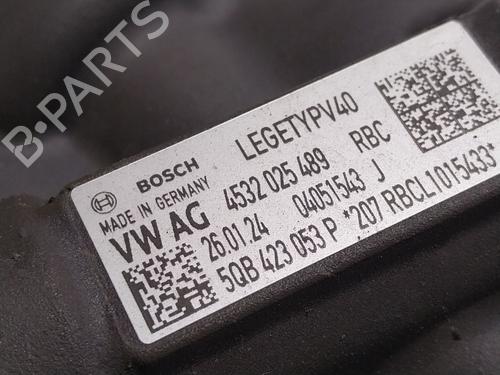 B-PARTS
BOSCH LEGETYPV40
MADE IN GERMANY 4532 025 489 RBC
VW AG 26.01.24 04051543 J
5QB 423 053 P *207 RBCL1015433*